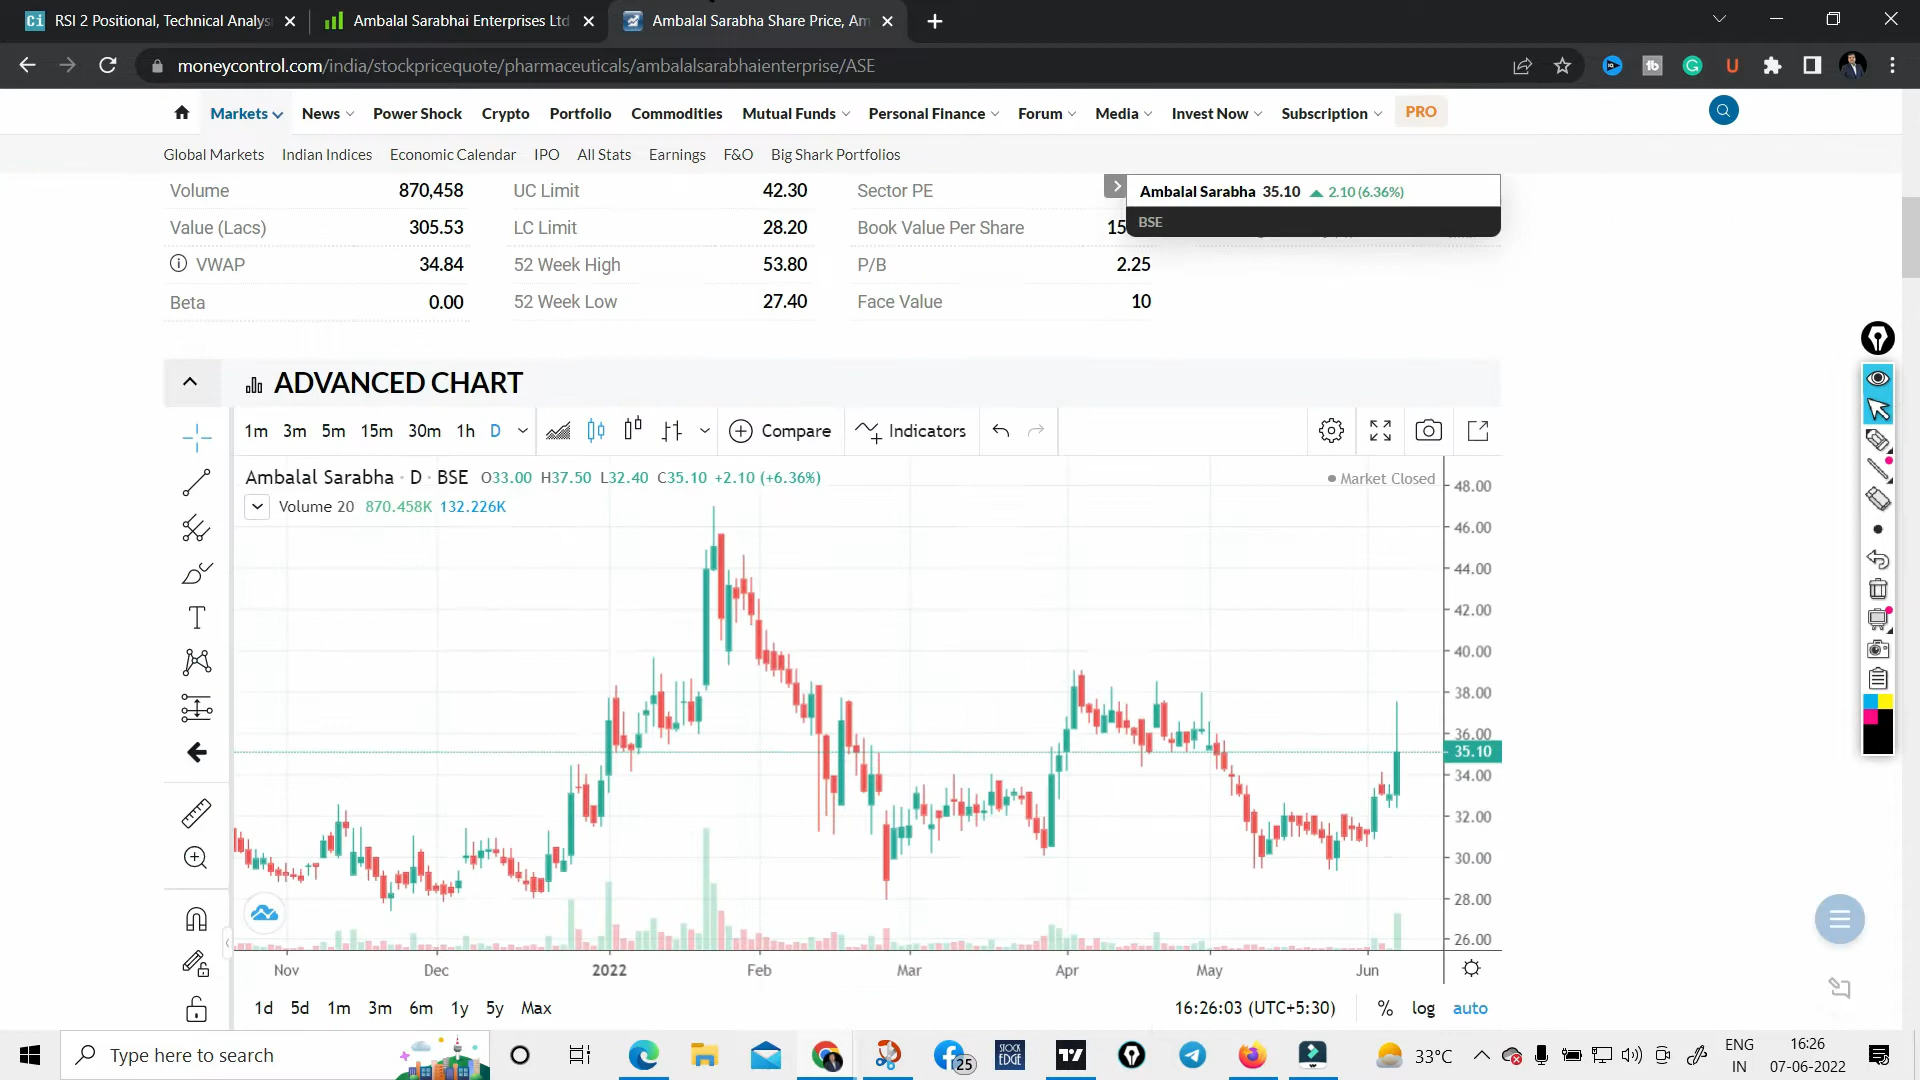 RSI 2 Positional, Technical Analys
Ambalal Sarabhai Enterprises Ltd
Ambalal Sarabha Share Price, Am
moneycontrol.com/india/stockpricequote/pharmaceuticals/ambalalsarabhaienterprise/ASE
Markets News Power Shock Crypto Portfolio Commodities Mutual Funds Personal Finance Forum Media Invest Now Subscription PRO
Global Markets Indian Indices Economic Calendar IPO All Stats Earnings F&O Big Shark Portfolios
Volume 870,458 UC Limit 42.30 Sector PE
Ambalal Sarabha 35.10 2.10 (6.36%)
BSE
Value (Lacs) 305.53 LC Limit 28.20 Book Value Per Share 15
VWAP 34.84 52 Week High 53.80 P/B 2.25
Beta 0.00 52 Week Low 27.40 Face Value 10
ADVANCED CHART
1m 3m 5m 15m 30m 1h D Compare Indicators
Ambalal Sarabha · D · BSE O33.00 H37.50 L32.40 C35.10 +2.10 (+6.36%)
Market Closed
Volume 20 870.458K 132.226K
48.00
46.00
44.00
42.00
40.00
38.00
36.00
35.10
34.00
32.00
30.00
28.00
26.00
Nov Dec 2022 Feb Mar Apr May Jun
1d 5d 1m 3m 6m 1y 5y Max 16:26:03 (UTC+5:30) % log auto
Type here to search
25
STOCK EDGE
33°C
ENG
IN
16:26
07-06-2022